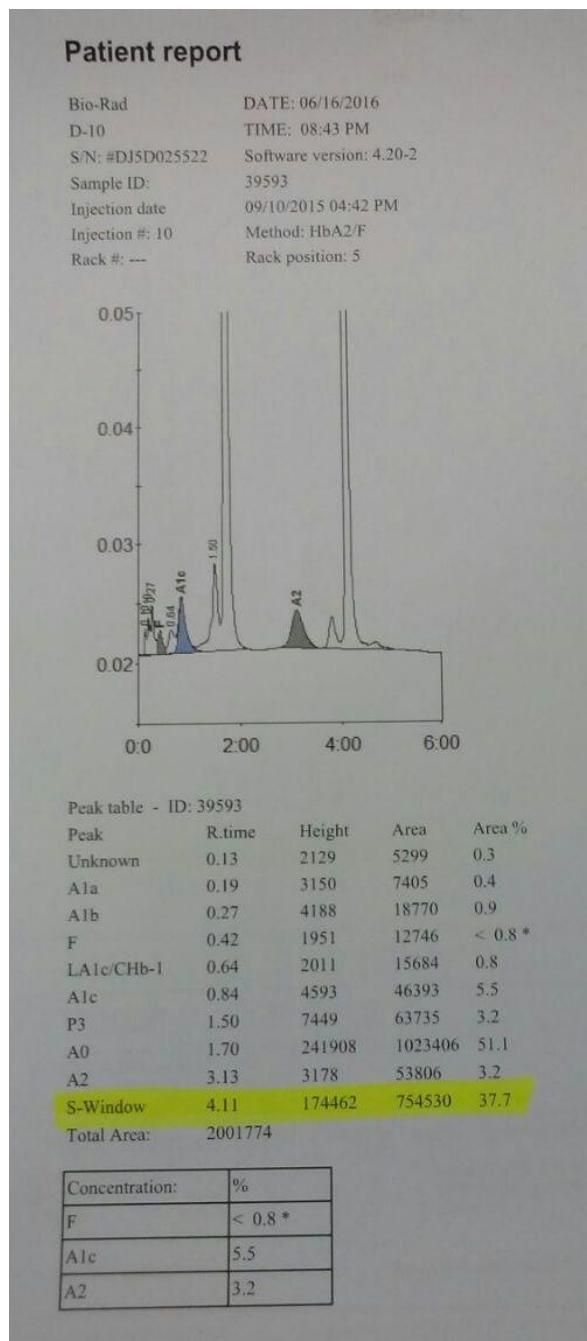 Patient report
Bio-Rad DATE: 06/16/2016
D-10 TIME: 08:43 PM
S/N: #DJ5D025522 Software version: 4.20-2
Sample ID: 39593
Injection date 09/10/2015 04:42 PM
Injection #: 10 Method: HbA2/F
Rack #: --- Rack position: 5
0.05
0.04
0.03
0.02
F
0.64
A1c
1.50
A2
0:0 2:00 4:00 6:00
Peak table - ID: 39593
Peak R.time Height Area Area %
Unknown 0.13 2129 5299 0.3
A1a 0.19 3150 7405 0.4
A1b 0.27 4188 18770 0.9
F 0.42 1951 12746 < 0.8 *
LA1c/CHb-1 0.64 2011 15684 0.8
A1c 0.84 4593 46393 5.5
P3 1.50 7449 63735 3.2
A0 1.70 241908 1023406 51.1
A2 3.13 3178 53806 3.2
S-Window 4.11 174462 754530 37.7
Total Area: 2001774
Concentration: %
F < 0.8 *
A1c 5.5
A2 3.2